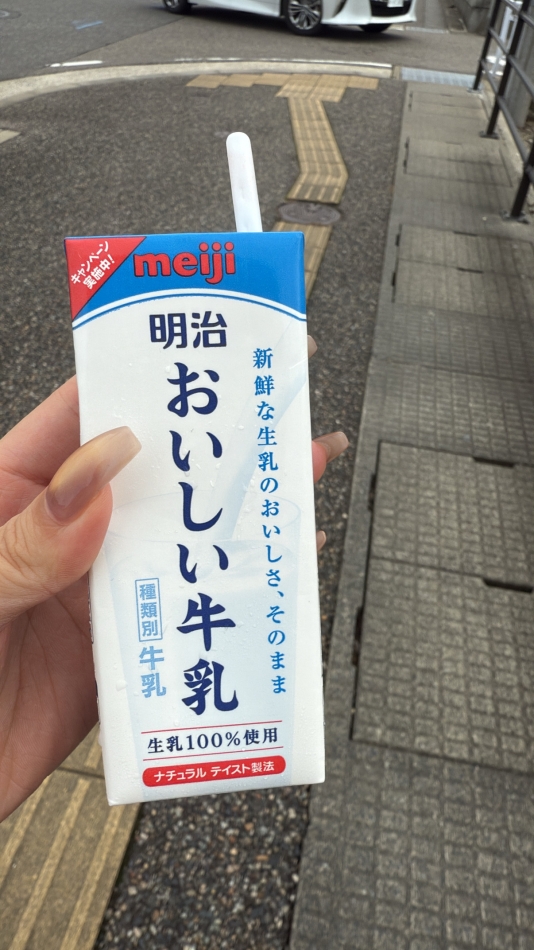 キャンペーン
実施中！
meiji
明治
おいしい牛乳
新鮮な生乳のおいしさ、そのまま
種類別
牛乳
生乳100%使用
ナチュラル テイスト製法